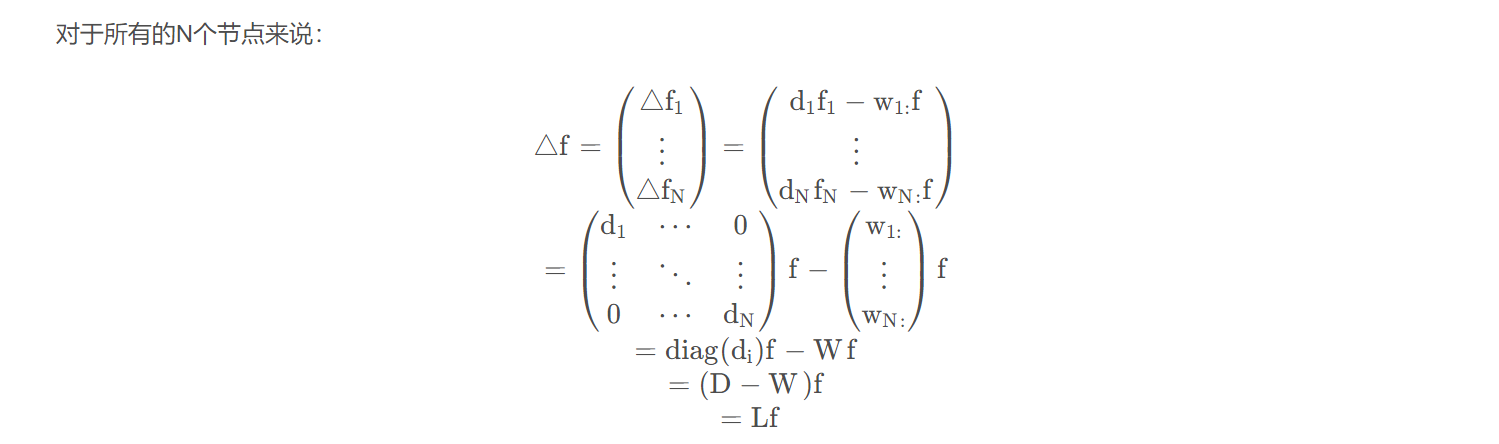 对于所有的N个节点来说：
△f = (△f₁ ⋮ △f_N) = (d₁f₁ − w₁:f ⋮ d_N f_N − w_N:f)
= (d₁ ⋯ 0 ⋮ ⋱ ⋮ 0 ⋯ d_N) f − (w₁: ⋮ w_N:) f
= diag(dᵢ)f − Wf
= (D − W)f
= Lf